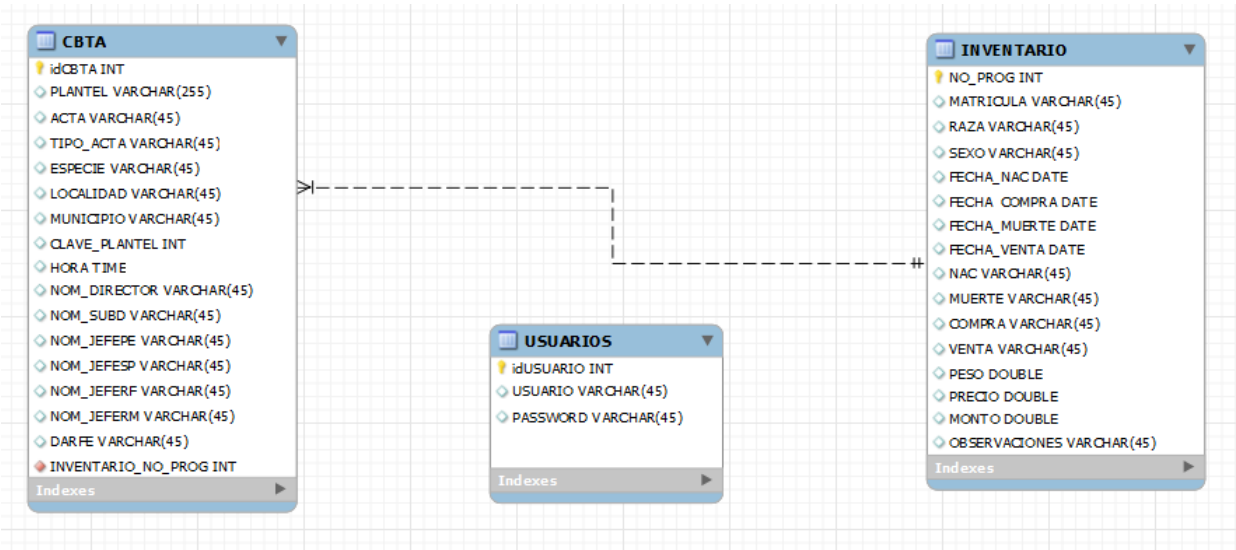 CBTA
idCBTA INT
PLANTEL VARCHAR(255)
ACTA VARCHAR(45)
TIPO_ACTA VARCHAR(45)
ESPECIE VARCHAR(45)
LOCALIDAD VARCHAR(45)
MUNICIPIO VARCHAR(45)
CLAVE_PLANTEL INT
HORA TIME
NOM_DIRECTOR VARCHAR(45)
NOM_SUBD VARCHAR(45)
NOM_JEFEPE VARCHAR(45)
NOM_JEFESP VARCHAR(45)
NOM_JEFERF VARCHAR(45)
NOM_JEFERM VARCHAR(45)
DARFE VARCHAR(45)
INVENTARIO_NO_PROG INT
Indexes
USUARIOS
idUSUARIO INT
USUARIO VARCHAR(45)
PASSWORD VARCHAR(45)
Indexes
INVENTARIO
NO_PROG INT
MATRICULA VARCHAR(45)
RAZA VARCHAR(45)
SEXO VARCHAR(45)
FECHA_NAC DATE
FECHA COMPRA DATE
FECHA_MUERTE DATE
FECHA_VENTA DATE
NAC VARCHAR(45)
MUERTE VARCHAR(45)
COMPRA VARCHAR(45)
VENTA VARCHAR(45)
PESO DOUBLE
PRECIO DOUBLE
MONTO DOUBLE
OBSERVACIONES VARCHAR(45)
Indexes